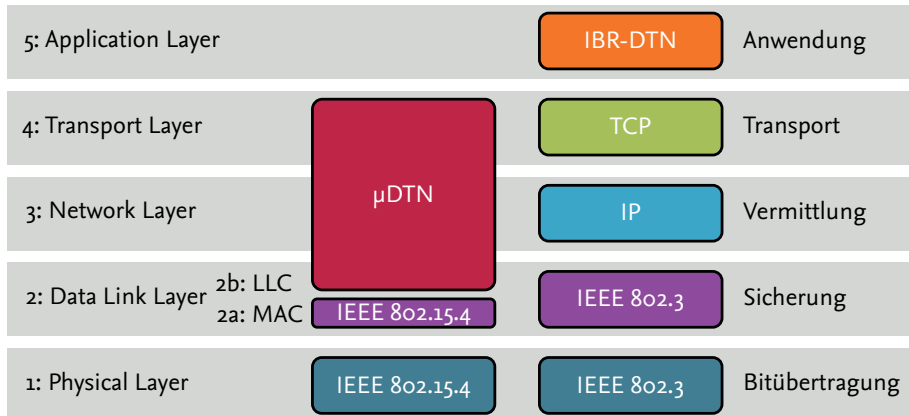 5: Application Layer
IBR-DTN
Anwendung
4: Transport Layer
TCP
Transport
µDTN
3: Network Layer
IP
Vermittlung
2: Data Link Layer
2b: LLC
2a: MAC
IEEE 802.15.4
IEEE 802.3
Sicherung
1: Physical Layer
IEEE 802.15.4
IEEE 802.3
Bitübertragung